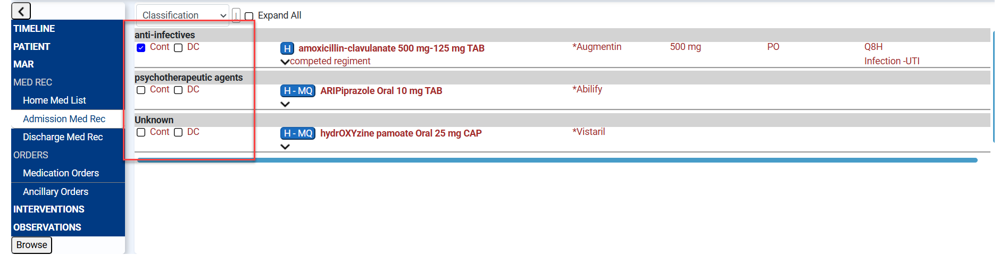 Classification
Expand All
TIMELINE
PATIENT
MAR
MED REC
Home Med List
Admission Med Rec
Discharge Med Rec
ORDERS
Medication Orders
Ancillary Orders
INTERVENTIONS
OBSERVATIONS
Browse
anti-infectives
Cont DC H amoxicillin-clavulanate 500 mg-125 mg TAB *Augmentin 500 mg PO Q8H
competed regiment Infection -UTI
psychotherapeutic agents
Cont DC H - MQ ARIPiprazole Oral 10 mg TAB *Abilify
Unknown
Cont DC H - MQ hydrOXYzine pamoate Oral 25 mg CAP *Vistaril